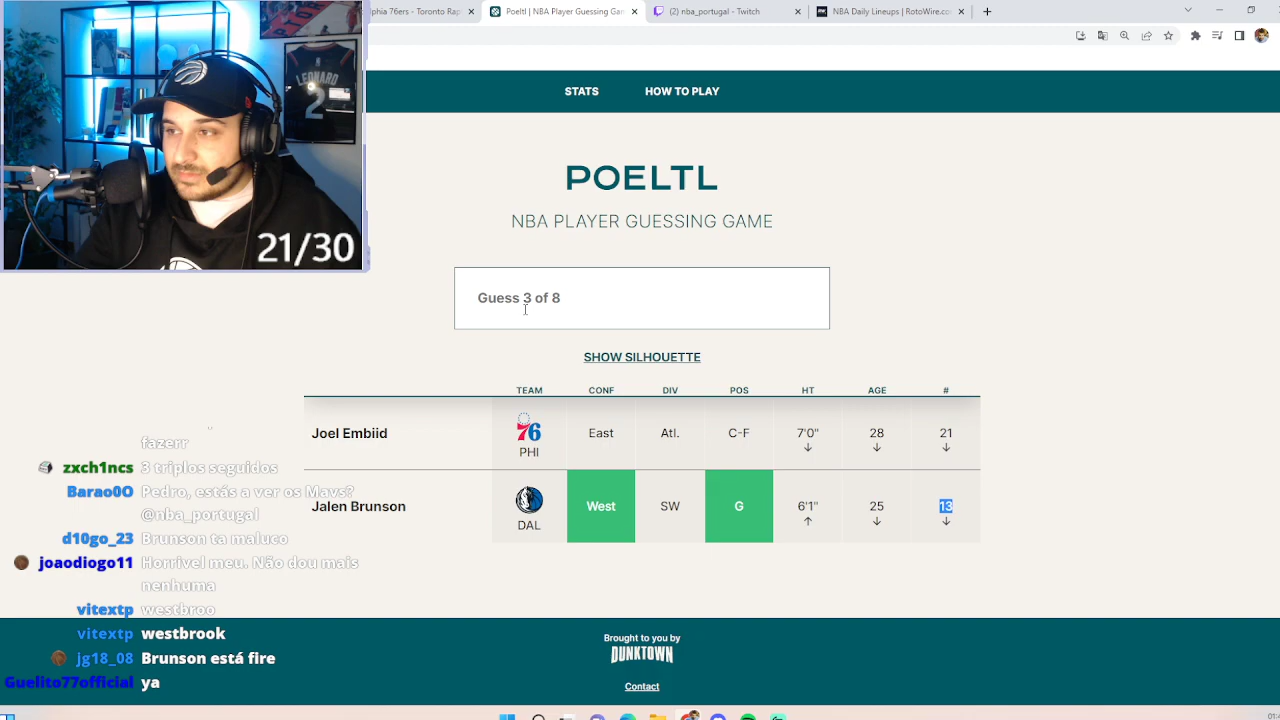 lphia 76ers - Toronto Rap
Poeltl | NBA Player Guessing Gam
(2) nba_portugal - Twitch
NBA Daily Lineups | RotoWire.co
LEONARD
2
21/30
STATS
HOW TO PLAY
POELTL
NBA PLAYER GUESSING GAME
Guess 3 of 8
SHOW SILHOUETTE
TEAM CONF DIV POS HT AGE #
Joel Embiid PHI East Atl. C-F 7'0" ↓ 28 ↓ 21 ↓
Jalen Brunson DAL West SW G 6'1" ↑ 25 ↓ 13 ↓
fazerr
zxch1ncs 3 triplos seguidos
Barao0O Pedro, estás a ver os Mavs?
@nba_portugal
d10go_23 Brunson ta maluco
joaodiogo11 Horrivel meu. Não dou mais
nenhuma
vitextp westbroo
vitextp westbrook
jg18_08 Brunson está fire
Guelito77official ya
Brought to you by
DUNKTOWN
Contact